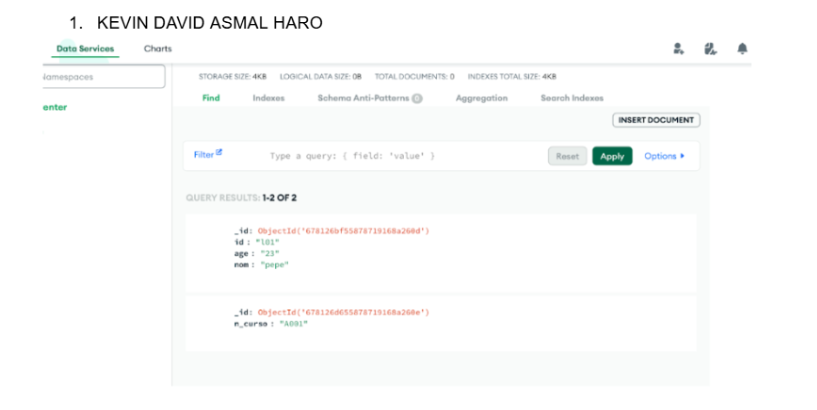 1. KEVIN DAVID ASMAL HARO
Data Services Charts
Namespaces
STORAGE SIZE: 4KB LOGICAL DATA SIZE: 0B TOTAL DOCUMENTS: 0 INDEXES TOTAL SIZE: 4KB
enter
Find Indexes Schema Anti-Patterns 0 Aggregation Search Indexes
INSERT DOCUMENT
Filter Type a query: { field: 'value' } Reset Apply Options
QUERY RESULTS: 1-2 OF 2
_id: ObjectId('678126bf55878719168a260d')
id : "l01"
age : "23"
nom : "pepe"
_id: ObjectId('678126d655878719168a260e')
n_curso : "A001"